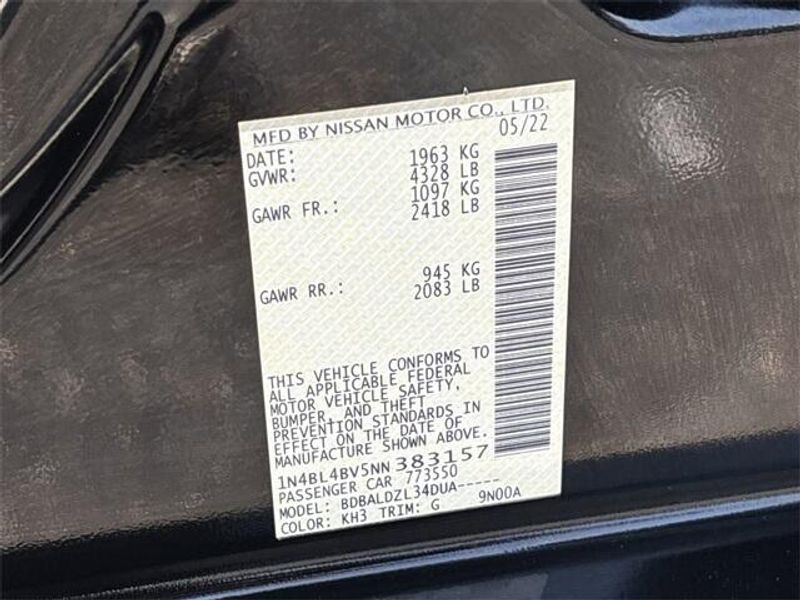 MFD BY NISSAN MOTOR CO., LTD.
DATE: 05/22
GVWR: 1963 KG
4328 LB
GAWR FR.: 1097 KG
2418 LB
GAWR RR.: 945 KG
2083 LB
THIS VEHICLE CONFORMS TO
ALL APPLICABLE FEDERAL
MOTOR VEHICLE SAFETY,
BUMPER, AND THEFT
PREVENTION STANDARDS IN
EFFECT ON THE DATE OF
MANUFACTURE SHOWN ABOVE.
1N4BL4BV5NN383157
PASSENGER CAR 773550
MODEL: BDBALDZL34DUA-----
COLOR: KH3 TRIM: G 9N00A